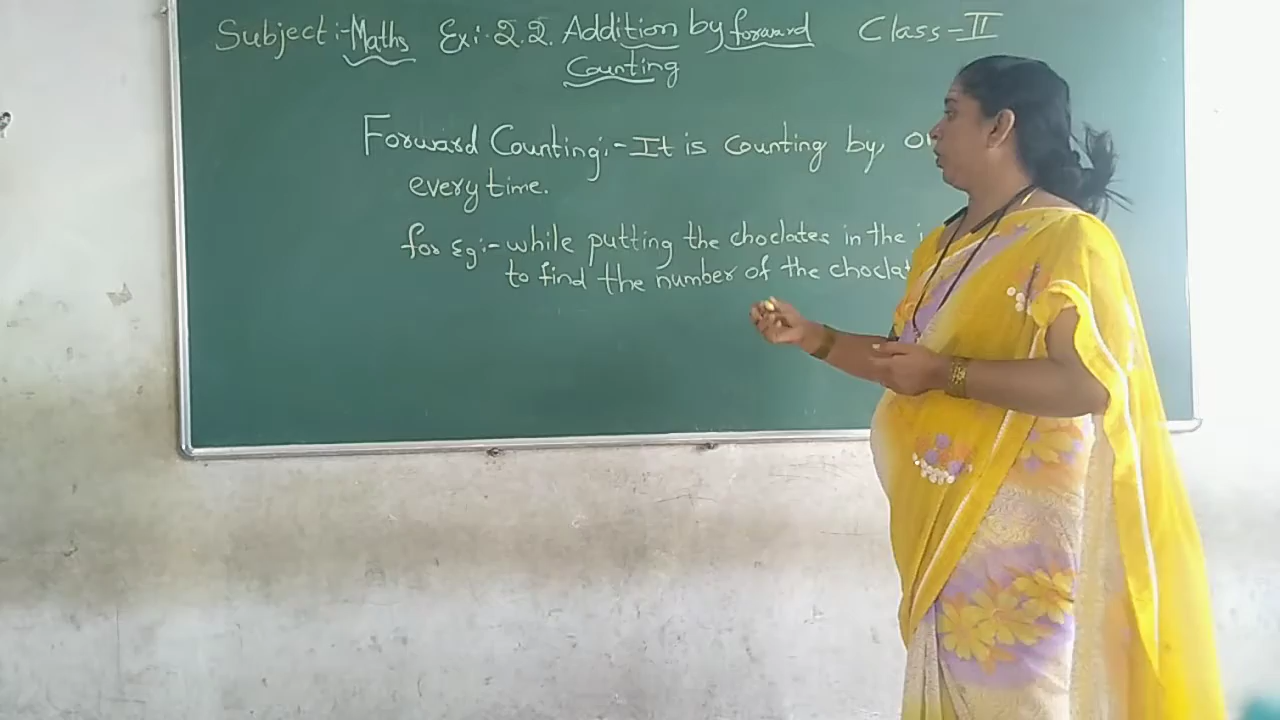 Subject:- Maths Ex:- 2.2. Addition by forward Class-II
Counting
Forward Counting:- It is counting by,
every time.
for Eg:- while putting the choclates in the
to find the number of the